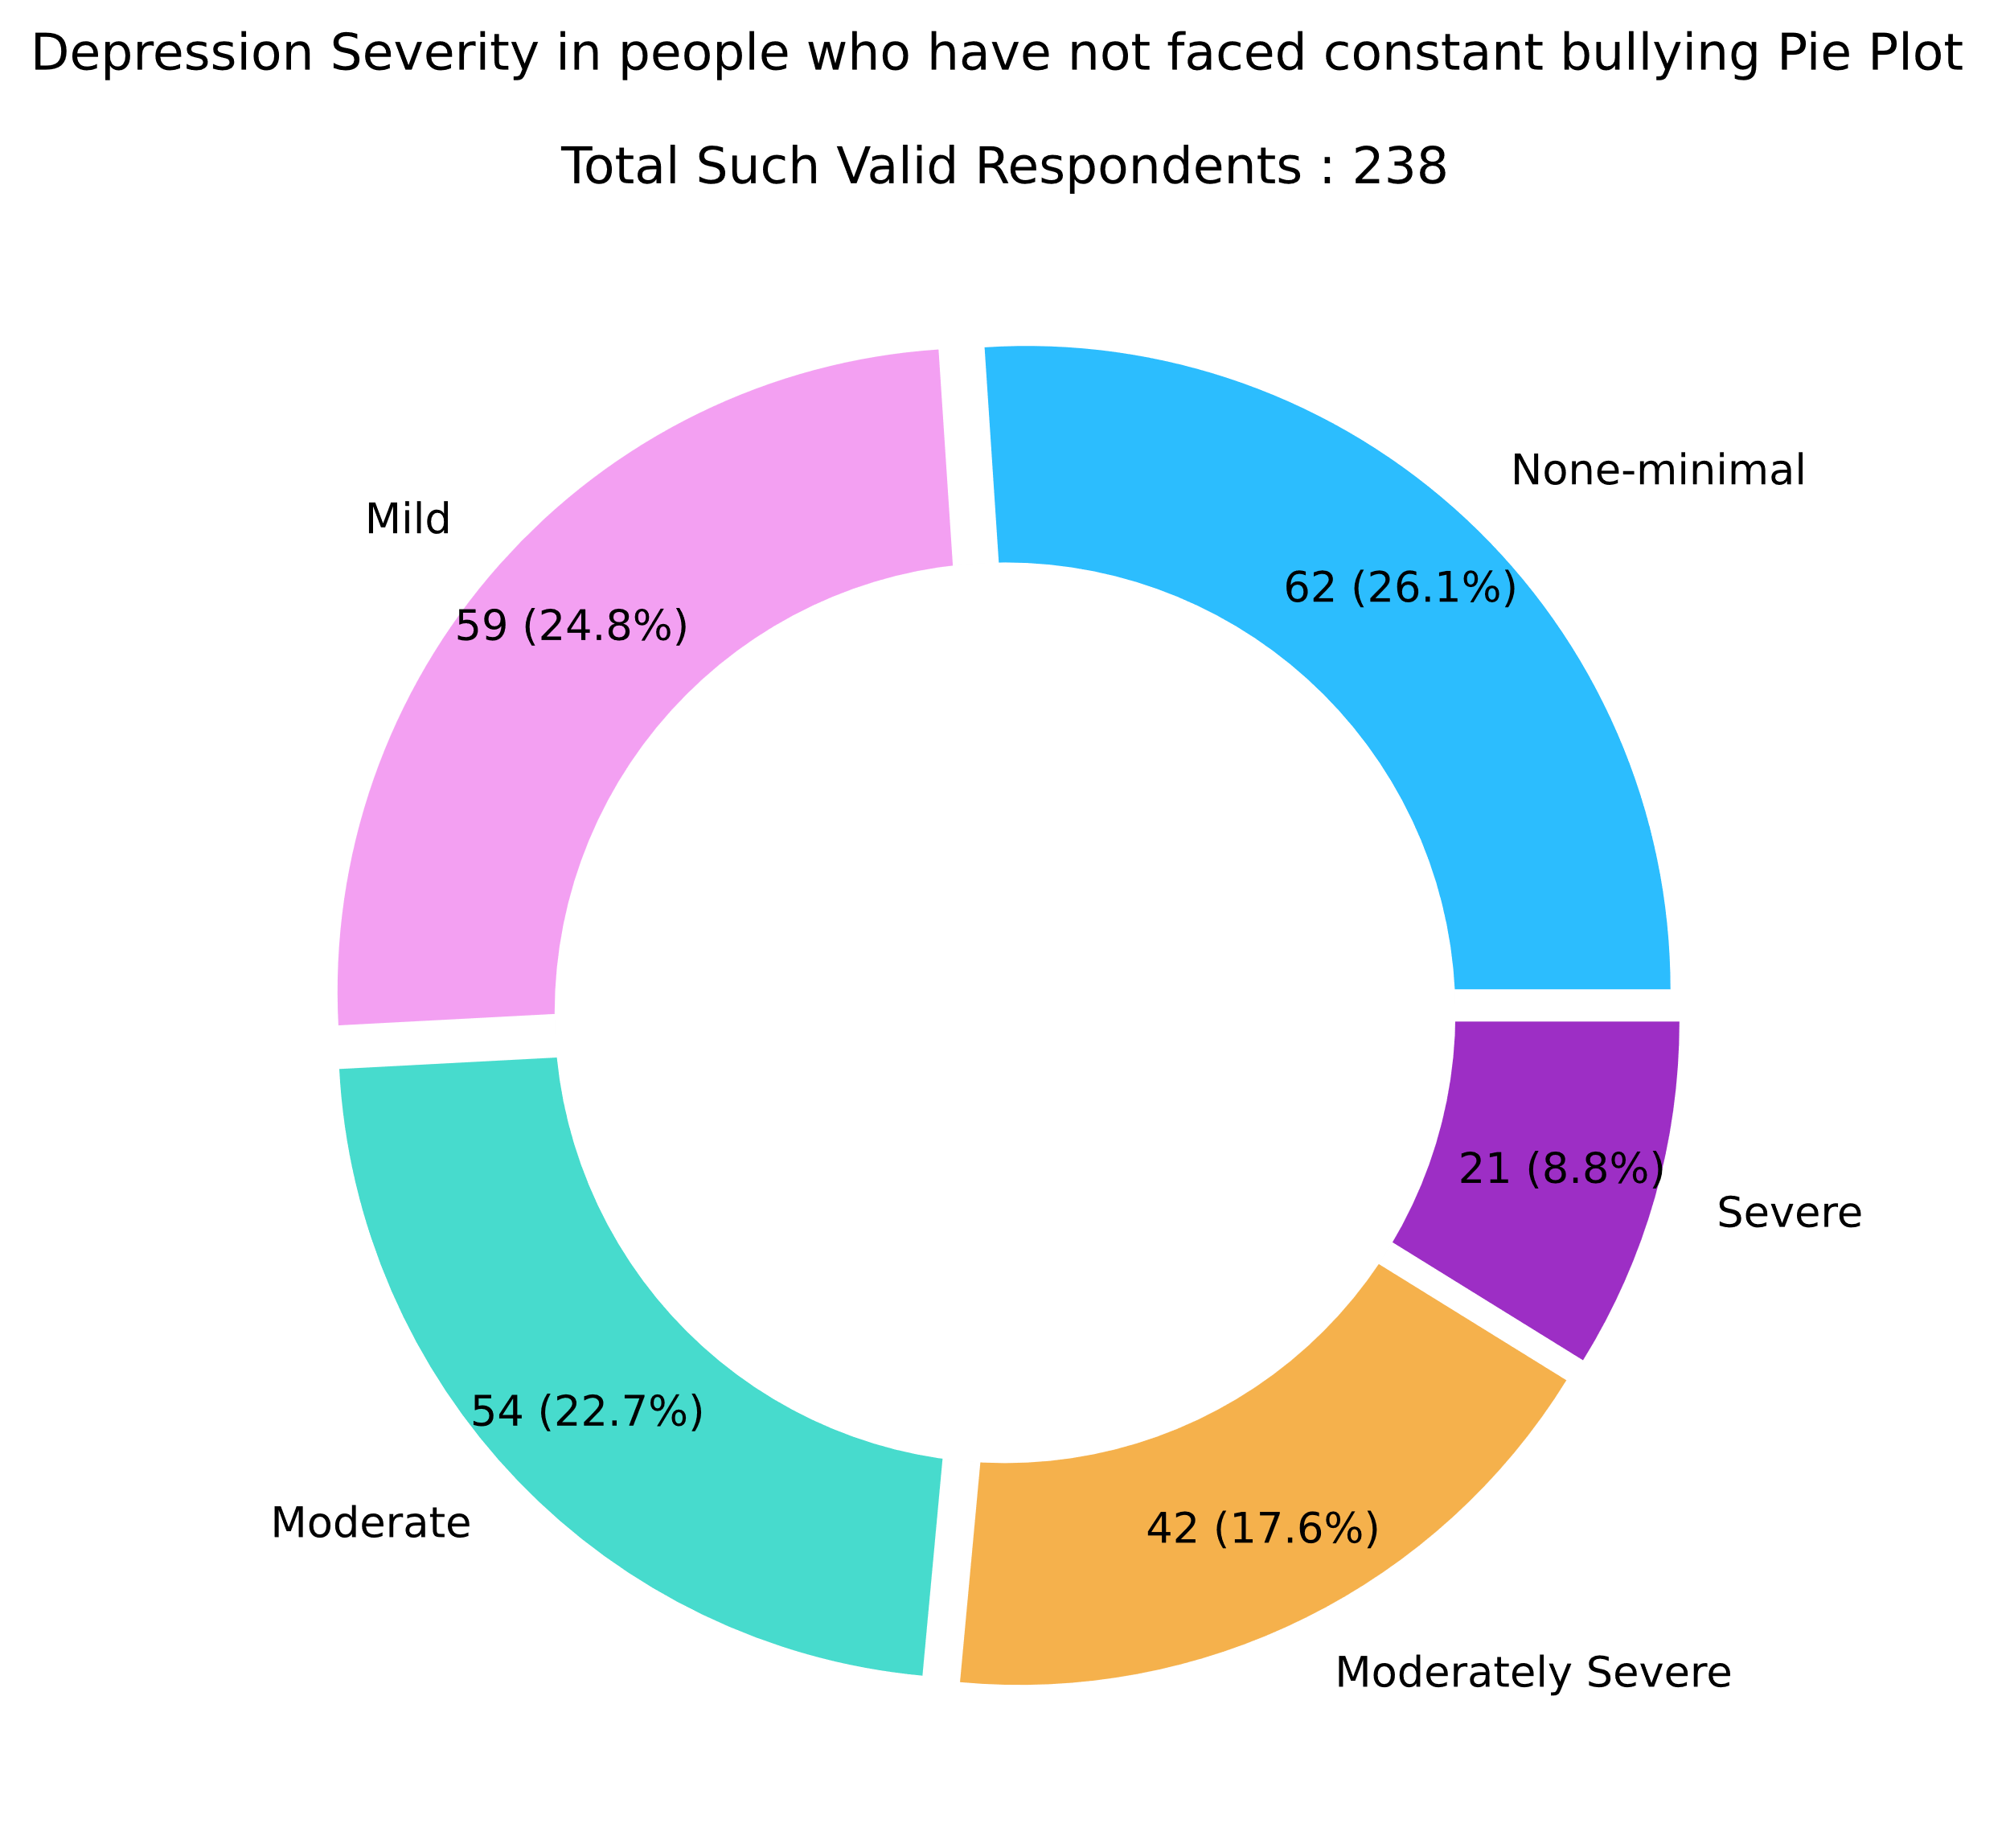 Depression Severity in people who have not faced constant bullying Pie Plot
Total Such Valid Respondents : 238
None-minimal
Mild
62 (26.1%)
59 (24.8%)
21 (8.8%)
Severe
54 (22.7%)
Moderate
42 (17.6%)
Moderately Severe